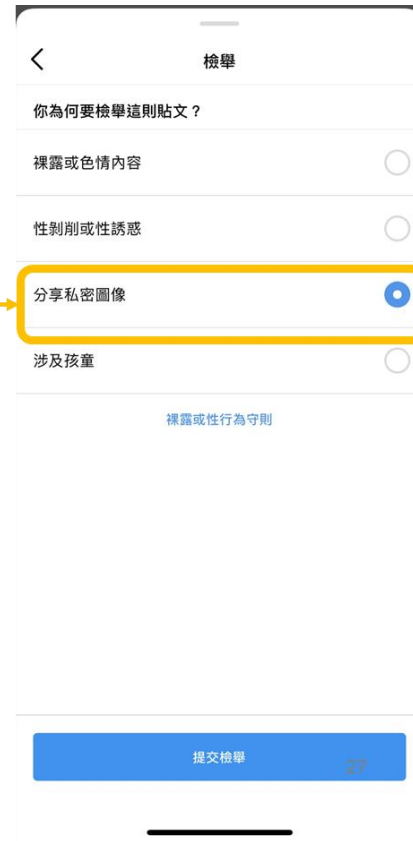 檢舉
你為何要檢舉這則貼文？
裸露或色情內容
性剝削或性誘惑
分享私密圖像
涉及孩童
裸露或性行為守則
提交檢舉
27